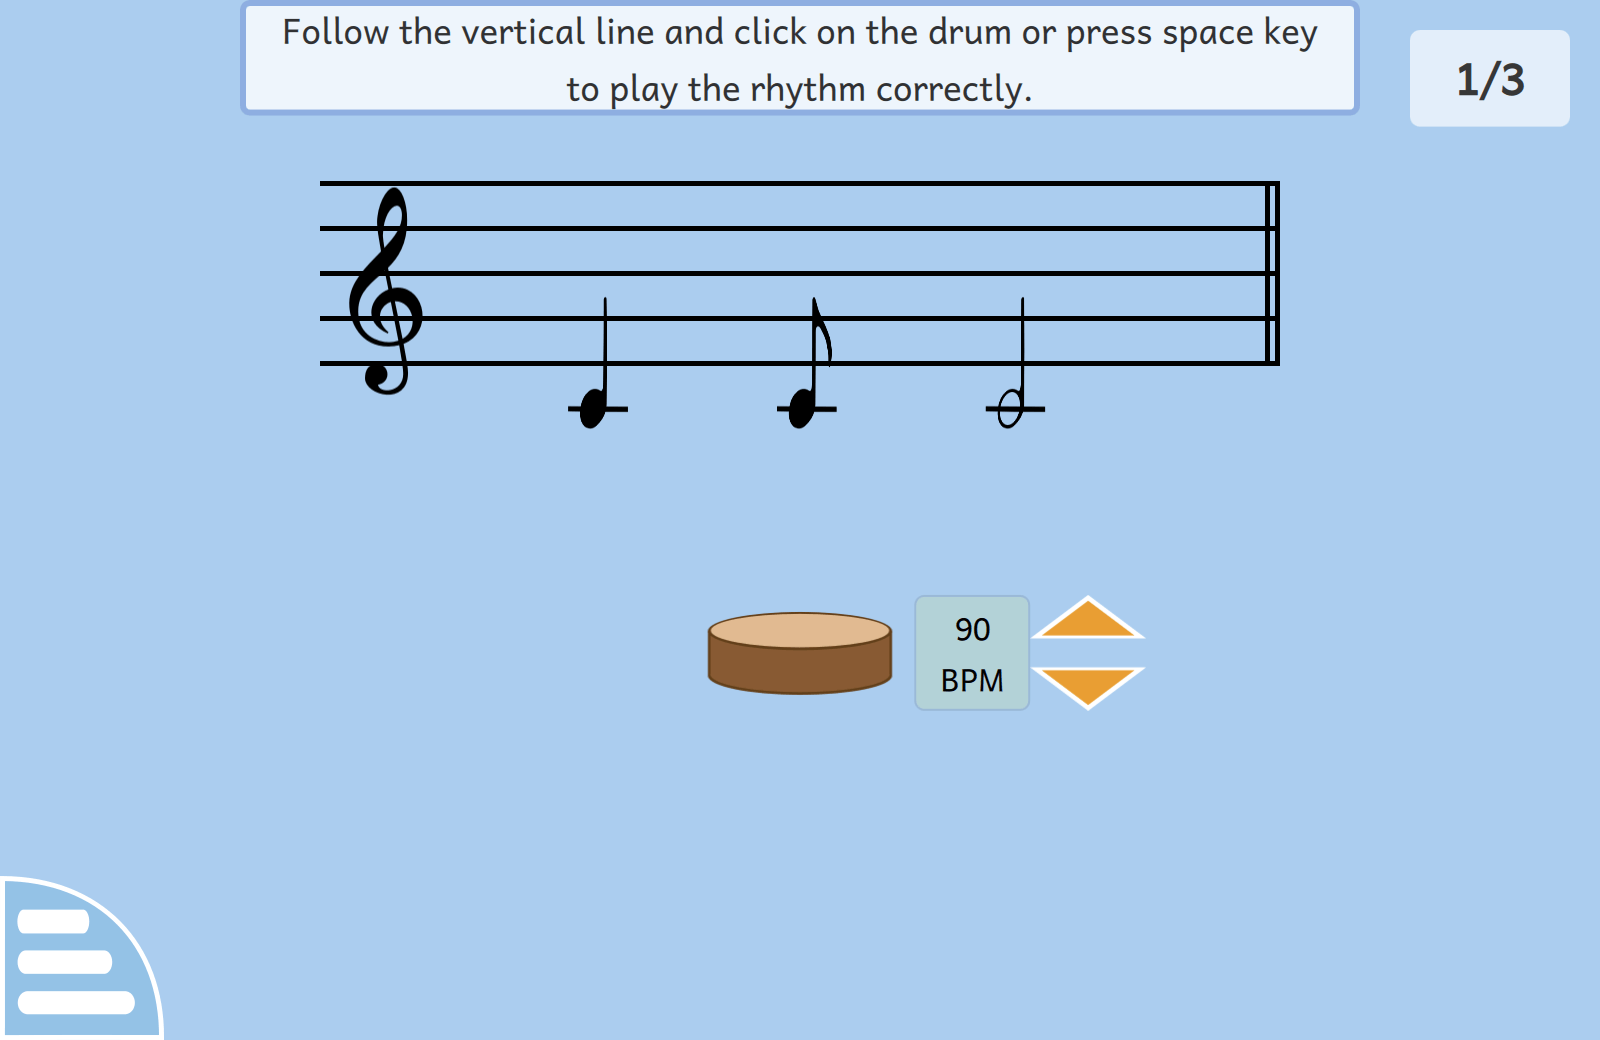 Follow the vertical line and click on the drum or press space key
to play the rhythm correctly.
1/3
90
BPM